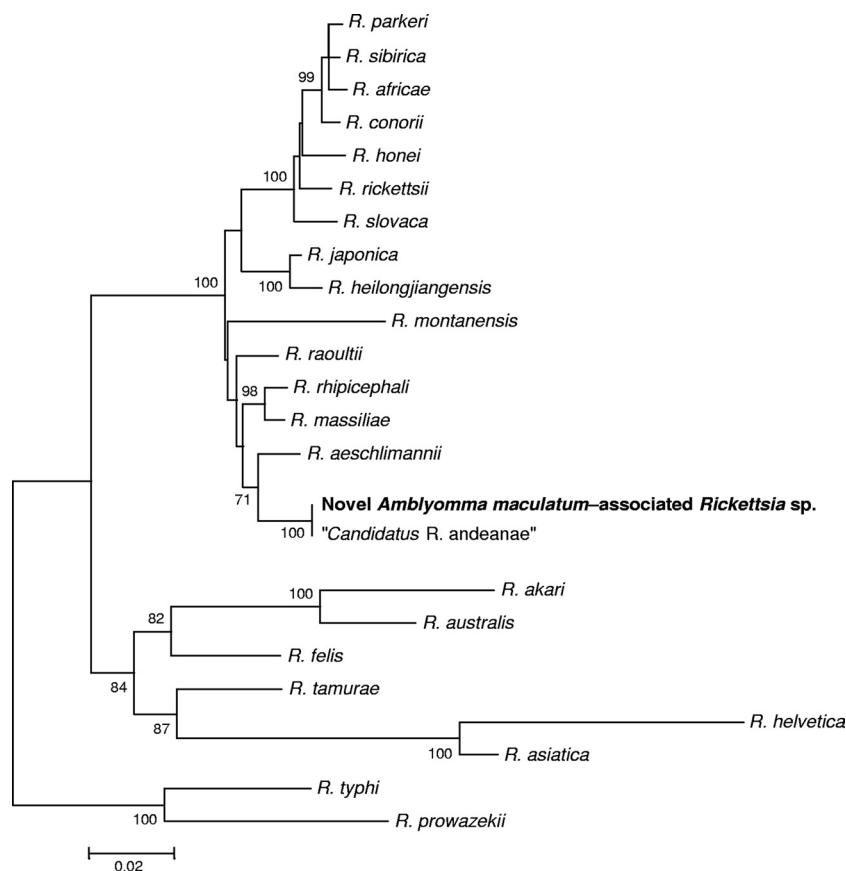 R. parkeri
R. sibirica
99
R. africae
R. conorii
R. honei
100
R. rickettsii
R. slovaca
R. japonica
100
100
R. heilongjiangensis
R. montanensis
R. raoultii
98
R. rhipicephali
R. massiliae
R. aeschlimannii
71
Novel Amblyomma maculatum–associated Rickettsia sp.
100
"Candidatus R. andeanae"
100
R. akari
82
R. australis
R. felis
84
R. tamurae
87
R. helvetica
100
R. asiatica
R. typhi
100
R. prowazekii
0.02